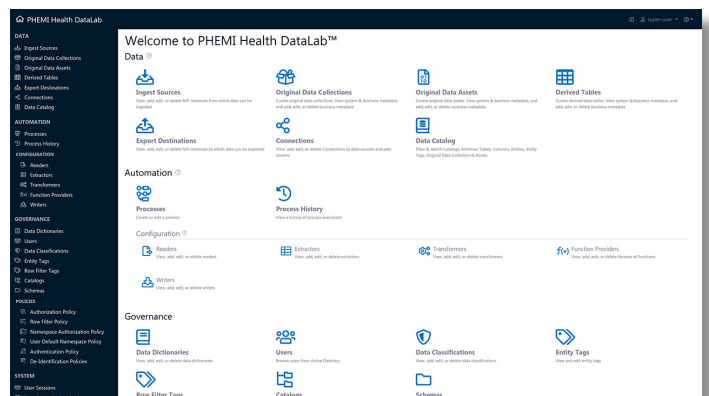 PHEMI Health DataLab
super-user
DATA
Ingest Sources
Original Data Collections
Original Data Assets
Derived Tables
Export Destinations
Connections
Data Catalog
AUTOMATION
Processes
Process History
CONFIGURATION
Readers
Extractors
Transformers
f(x) Function Providers
Writers
GOVERNANCE
Data Dictionaries
Users
Data Classifications
Entity Tags
Row Filter Tags
Catalogs
Schemas
POLICIES
Authorization Policy
Row Filter Policy
Namespace Authorization Policy
User Default Namespace Policy
Authentication Policy
De-Identification Policies
SYSTEM
User Sessions
Welcome to PHEMI Health DataLab™
Data
Ingest Sources
View, add, edit, or delete NiFi instances from which data can be
ingested
Original Data Collections
Curate original data collections. View system & business metadata,
and add, edit, or delete business metadata.
Original Data Assets
Curate original data assets. View system & business metadata, and
add, edit, or delete business metadata.
Derived Tables
Curate derived data tables. View system & business metadata, and
add, edit, or delete business metadata.
Export Destinations
View, add, edit, or delete NiFi instances to which data can be exported
Connections
View, add, edit, or delete Connections to data sources and peer
clusters.
Data Catalog
Filter & search Catalogs, Schemas, Tables, Columns, Entities, Entity
Tags, Original Data Collection & Assets.
Automation
Processes
Create or edit a process
Process History
View a history of process executions
Configuration
Readers
View, add, edit, or delete readers
Extractors
View, add, edit, or delete extractors
Transformers
View, add, edit, or delete transformers
f(x) Function Providers
View, add, edit, or delete libraries of functions
Writers
View, add, edit, or delete writers
Governance
Data Dictionaries
View, add, edit, or delete data dictionaries
Users
Browse users from Active Directory
Data Classifications
View, add, edit, or delete data classifications
Entity Tags
View and edit entity tags
Row Filter Tags
Catalogs
Schemas